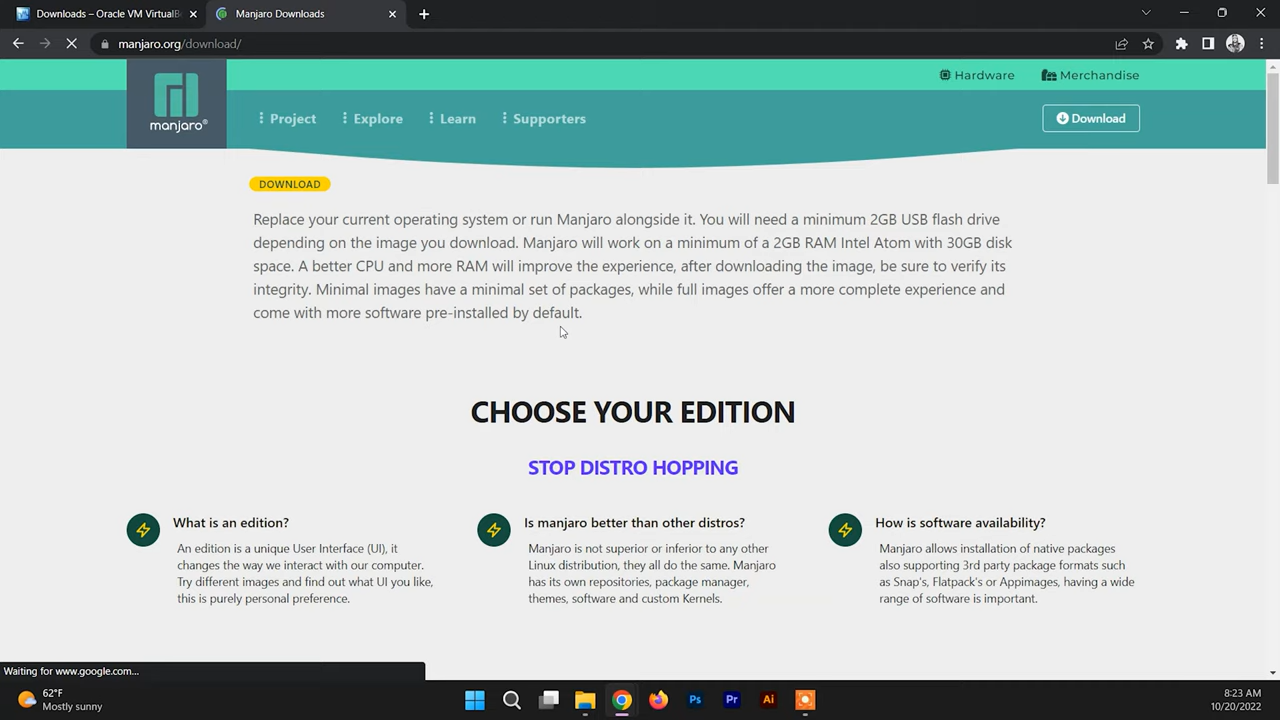 Downloads – Oracle VM VirtualB
Manjaro Downloads
manjaro.org/download/
Hardware
Merchandise
manjaro®
Project
Explore
Learn
Supporters
Download
DOWNLOAD
Replace your current operating system or run Manjaro alongside it. You will need a minimum 2GB USB flash drive
depending on the image you download. Manjaro will work on a minimum of a 2GB RAM Intel Atom with 30GB disk
space. A better CPU and more RAM will improve the experience, after downloading the image, be sure to verify its
integrity. Minimal images have a minimal set of packages, while full images offer a more complete experience and
come with more software pre-installed by default.
CHOOSE YOUR EDITION
STOP DISTRO HOPPING
What is an edition?
An edition is a unique User Interface (UI), it
changes the way we interact with our computer.
Try different images and find out what UI you like,
this is purely personal preference.
Is manjaro better than other distros?
Manjaro is not superior or inferior to any other
Linux distribution, they all do the same. Manjaro
has its own repositories, package manager,
themes, software and custom Kernels.
How is software availability?
Manjaro allows installation of native packages
also supporting 3rd party package formats such
as Snap's, Flatpack's or Appimages, having a wide
range of software is important.
Waiting for www.google.com...
62°F
Mostly sunny
Ps
Pr
Ai
8:23 AM
10/20/2022